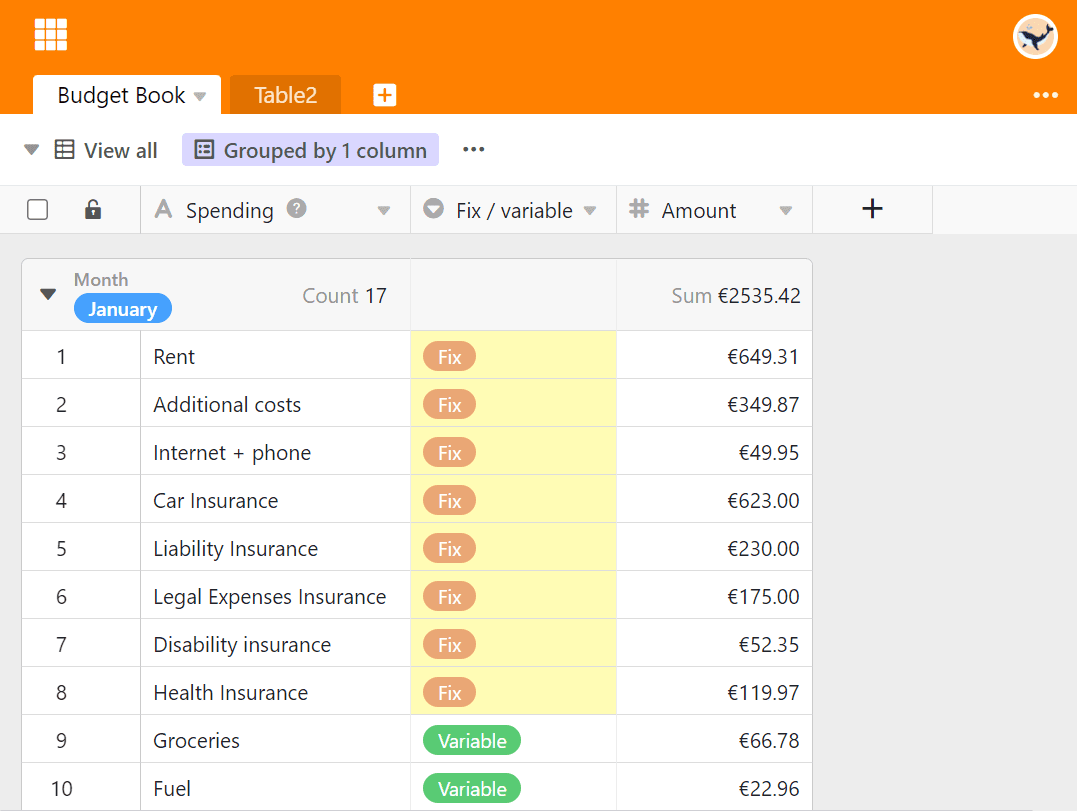 Budget Book Table2
View all Grouped by 1 column
A Spending ? Fix / variable # Amount
Month
January Count 17 Sum €2535.42
1 Rent Fix €649.31
2 Additional costs Fix €349.87
3 Internet + phone Fix €49.95
4 Car Insurance Fix €623.00
5 Liability Insurance Fix €230.00
6 Legal Expenses Insurance Fix €175.00
7 Disability insurance Fix €52.35
8 Health Insurance Fix €119.97
9 Groceries Variable €66.78
10 Fuel Variable €22.96